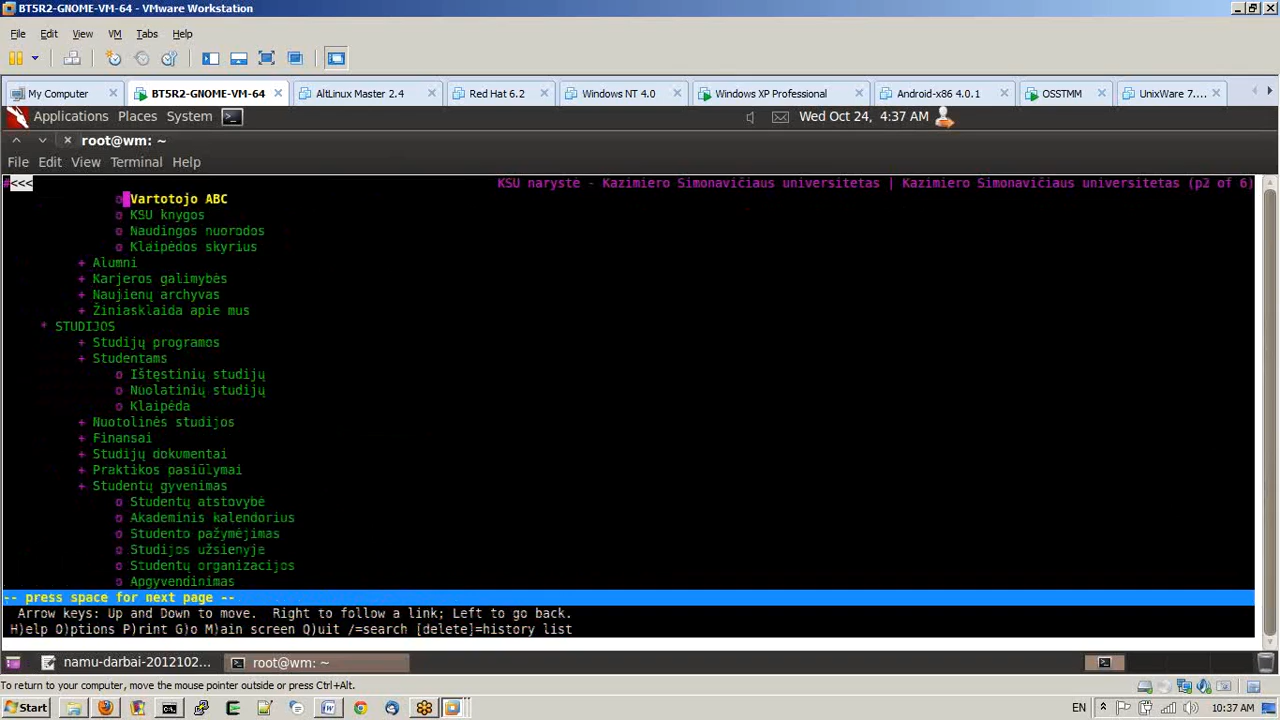 BT5R2-GNOME-VM-64 - VMware Workstation
File Edit View VM Tabs Help
My Computer BT5R2-GNOME-VM-64 AltLinux Master 2.4 Red Hat 6.2 Windows NT 4.0 Windows XP Professional Android-x86 4.0.1 OSSTMM UnixWare 7....
Applications Places System Wed Oct 24, 4:37 AM
root@wm: ~
File Edit View Terminal Help
#<<< KSU narystė - Kazimiero Simonavičiaus universitetas | Kazimiero Simonavičiaus universitetas (p2 of 6)
o Vartotojo ABC
o KSU knygos
o Naudingos nuorodos
o Klaipėdos skyrius
+ Alumni
+ Karjeros galimybės
+ Naujienų archyvas
+ Žiniasklaida apie mus
* STUDIJOS
+ Studijų programos
+ Studentams
o Ištęstinių studijų
o Nuolatinių studijų
o Klaipėda
+ Nuotolinės studijos
+ Finansai
+ Studijų dokumentai
+ Praktikos pasiūlymai
+ Studentų gyvenimas
o Studentų atstovybė
o Akademinis kalendorius
o Studento pažymėjimas
o Studijos užsienyje
o Studentų organizacijos
o Apgyvendinimas
-- press space for next page --
Arrow keys: Up and Down to move. Right to follow a link; Left to go back.
H)elp O)ptions P)rint G)o M)ain screen Q)uit /=search [delete]=history list
namu-darbai-2012102... root@wm: ~
To return to your computer, move the mouse pointer outside or press Ctrl+Alt.
Start EN 10:37 AM